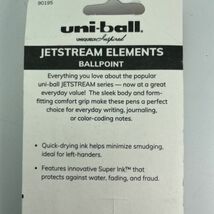 90195
uni-ball
UNIQUELY Inspired
JETSTREAM ELEMENTS
BALLPOINT
Everything you love about the popular
uni-ball JETSTREAM series — now at a great
everyday value! The sleek body and form-
fitting comfort grip make these pens a perfect
choice for everyday writing, journaling,
or color-coding notes.
• Quick-drying ink helps minimize smudging,
ideal for left-handers.
• Features innovative Super Ink™ that
protects against water, fading, and fraud.